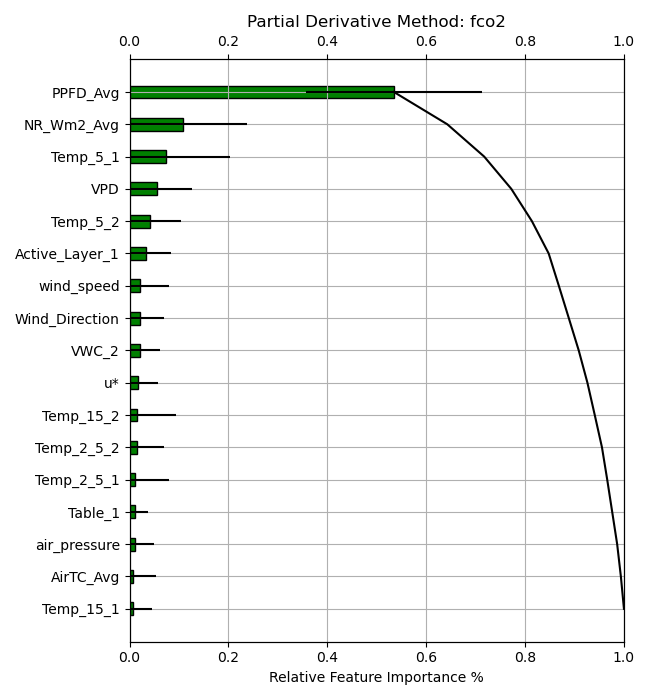 Partial Derivative Method: fco2
0.0 0.2 0.4 0.6 0.8 1.0
PPFD_Avg
NR_Wm2_Avg
Temp_5_1
VPD
Temp_5_2
Active_Layer_1
wind_speed
Wind_Direction
VWC_2
u*
Temp_15_2
Temp_2_5_2
Temp_2_5_1
Table_1
air_pressure
AirTC_Avg
Temp_15_1
0.0 0.2 0.4 0.6 0.8 1.0
Relative Feature Importance %